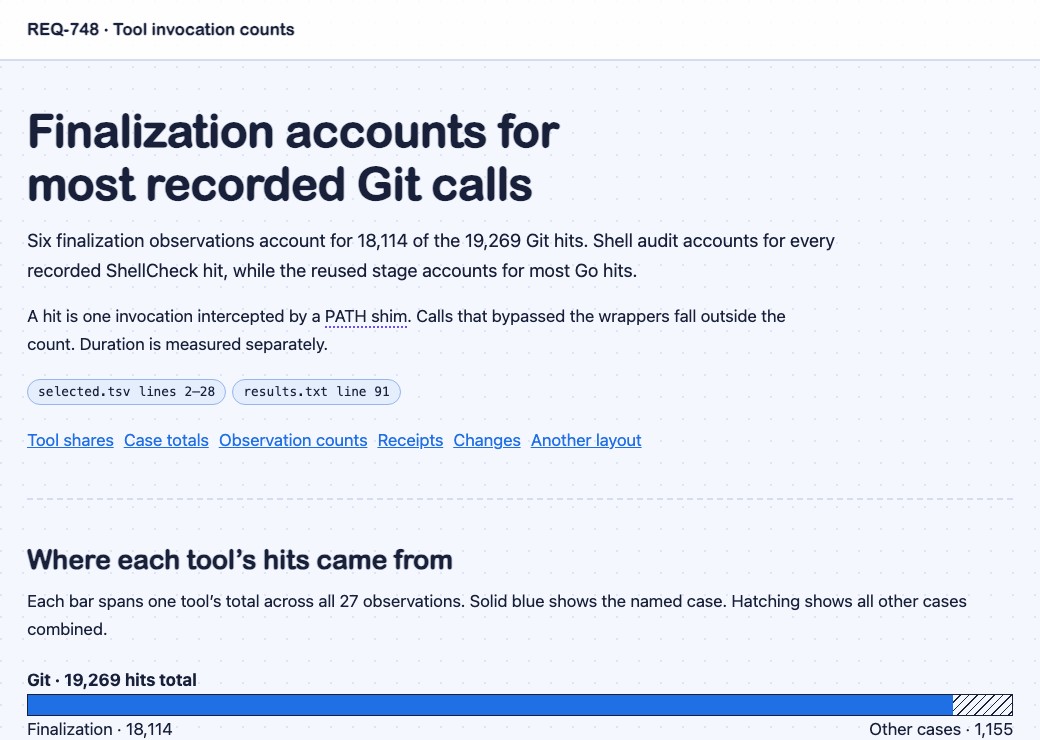 REQ-748 · Tool invocation counts
Finalization accounts for
most recorded Git calls
Six finalization observations account for 18,114 of the 19,269 Git hits. Shell audit accounts for every
recorded ShellCheck hit, while the reused stage accounts for most Go hits.
A hit is one invocation intercepted by a PATH shim. Calls that bypassed the wrappers fall outside the
count. Duration is measured separately.
selected.tsv lines 2–28 results.txt line 91
Tool shares Case totals Observation counts Receipts Changes Another layout
Where each tool’s hits came from
Each bar spans one tool’s total across all 27 observations. Solid blue shows the named case. Hatching shows all other cases
combined.
Git · 19,269 hits total
Finalization · 18,114 Other cases · 1,155